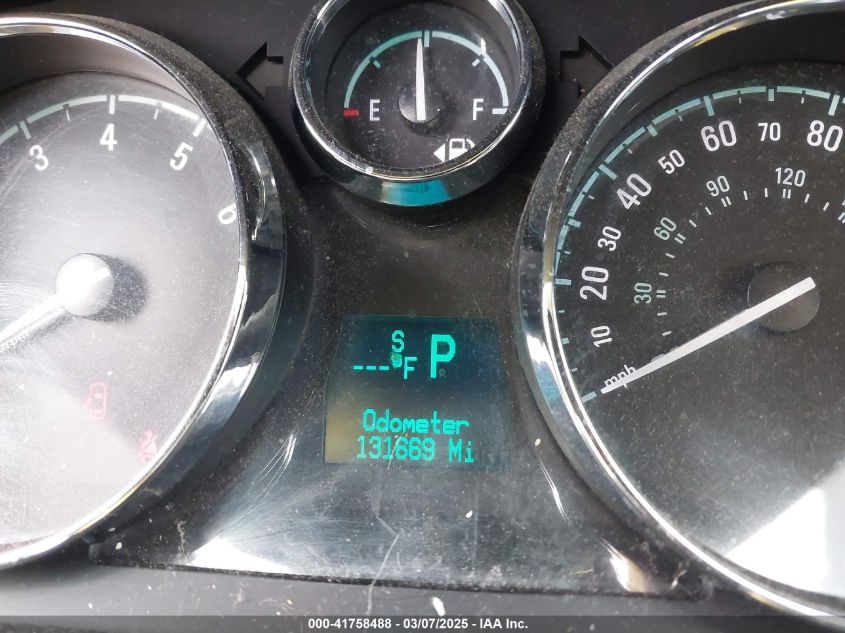 E F
3 4 5 6
10 20 30 40 50 60 70 80
30 60 90 120
mph
S
---°F P
Odometer
131669 Mi
000-41758488 - 03/07/2025 - IAA Inc.